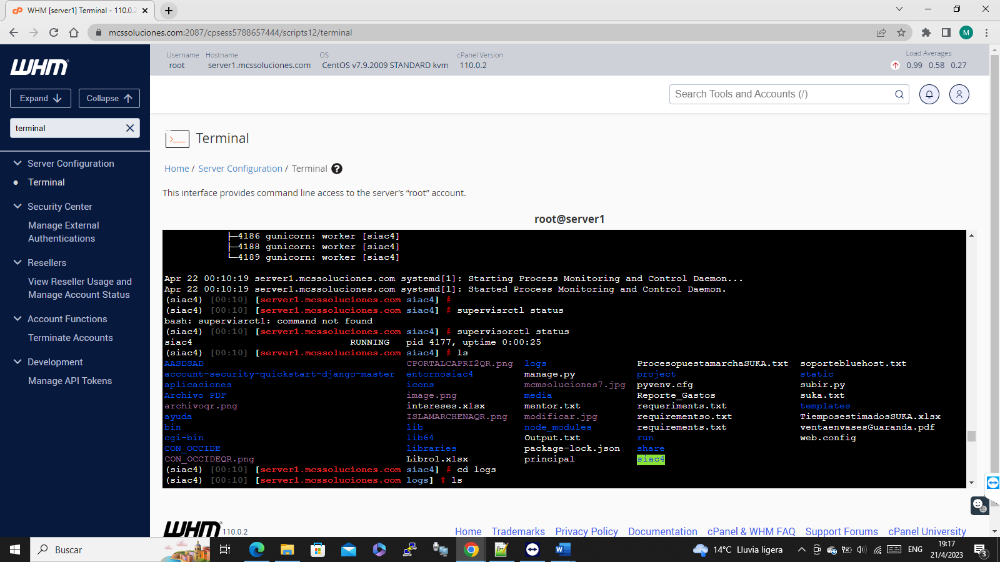 WHM [server1] Terminal - 110.0.2
mcssoluciones.com:2087/cpsess5788657444/scripts12/terminal
M
WHM
Expand
Collapse
terminal
Server Configuration
Terminal
Security Center
Manage External
Authentications
Resellers
View Reseller Usage and
Manage Account Status
Account Functions
Terminate Accounts
Development
Manage API Tokens
Username Hostname OS cPanel Version
root server1.mcssoluciones.com CentOS v7.9.2009 STANDARD kvm 110.0.2
Load Averages
0.99 0.58 0.27
Search Tools and Accounts (/)
Terminal
Home / Server Configuration / Terminal ?
This interface provides command line access to the server’s “root” account.
root@server1
├─4186 gunicorn: worker [siac4]
├─4188 gunicorn: worker [siac4]
└─4189 gunicorn: worker [siac4]
Apr 22 00:10:19 server1.mcssoluciones.com systemd[1]: Starting Process Monitoring and Control Daemon...
Apr 22 00:10:19 server1.mcssoluciones.com systemd[1]: Started Process Monitoring and Control Daemon.
(siac4) [00:10] [server1.mcssoluciones.com siac4] #
(siac4) [00:10] [server1.mcssoluciones.com siac4] # supervisrctl status
bash: supervisrctl: command not found
(siac4) [00:10] [server1.mcssoluciones.com siac4] # supervisorctl status
siac4 RUNNING pid 4177, uptime 0:00:25
(siac4) [00:10] [server1.mcssoluciones.com siac4] # ls
AASDSAD CPORTALCAPRI2QR.png logs ProcesopuestamarchaSUKA.txt soportebluehost.txt
account-security-quickstart-django-master entornosiac4 manage.py project static
aplicaciones icons mcmsoluciones7.jpg pyvenv.cfg subir.py
Archivo PDF image.png media Reporte_Gastos suka.txt
archivoqr.png intereses.xlsx mentor.txt requeriments.txt templates
ayuda ISLAMARCHENAQR.png modificar.jpg requirementso.txt TiemposestimadosSUKA.xlsx
bin lib node_modules requirements.txt ventaenvasesGuaranda.pdf
cgi-bin lib64 Output.txt run web.config
CON_OCCIDE libraries package-lock.json share
CON_OCCIDEQR.png Libro1.xlsx principal siac4
(siac4) [00:10] [server1.mcssoluciones.com siac4] # cd logs
(siac4) [00:10] [server1.mcssoluciones.com logs] # ls
WHM 110.0.2
Home Trademarks Privacy Policy Documentation cPanel & WHM FAQ Support Forums cPanel University
Buscar
14°C Lluvia ligera
ENG
19:17
21/4/2023
3